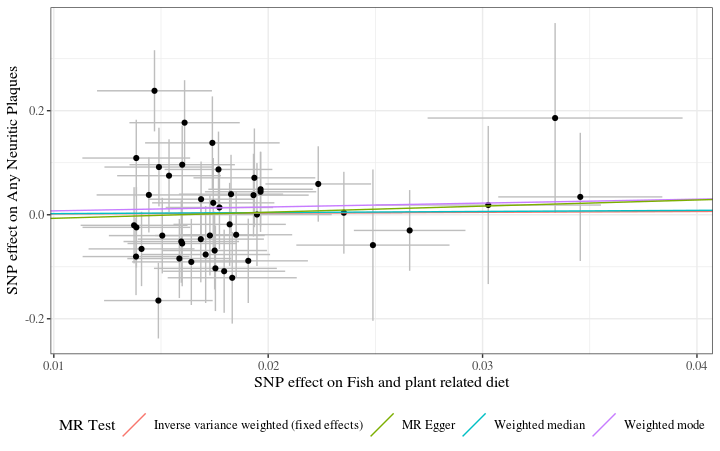 SNP effect on Any Neuritic Plaques
0.2
0.0
-0.2
0.01 0.02 0.03 0.04
SNP effect on Fish and plant related diet
MR Test Inverse variance weighted (fixed effects) MR Egger Weighted median Weighted mode